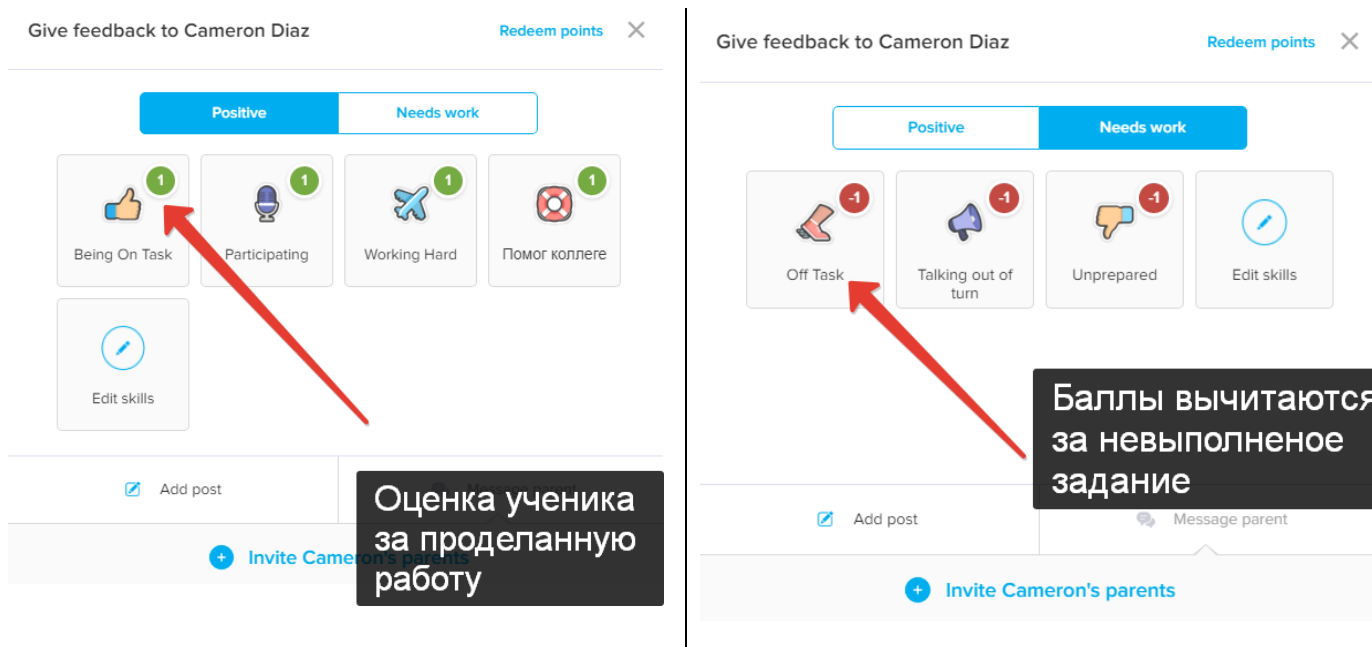 Give feedback to Cameron Diaz
Redeem points
Positive
Needs work
1
1
1
1
Being On Task
Participating
Working Hard
Помог коллеге
Edit skills
Add post
Message parent
Invite Cameron's parents
Оценка ученика
за проделанную
работу
Give feedback to Cameron Diaz
Redeem points
Positive
Needs work
-1
-1
-1
Off Task
Talking out of
turn
Unprepared
Edit skills
Баллы вычитаются
за невыполненое
задание
Add post
Message parent
Invite Cameron's parents